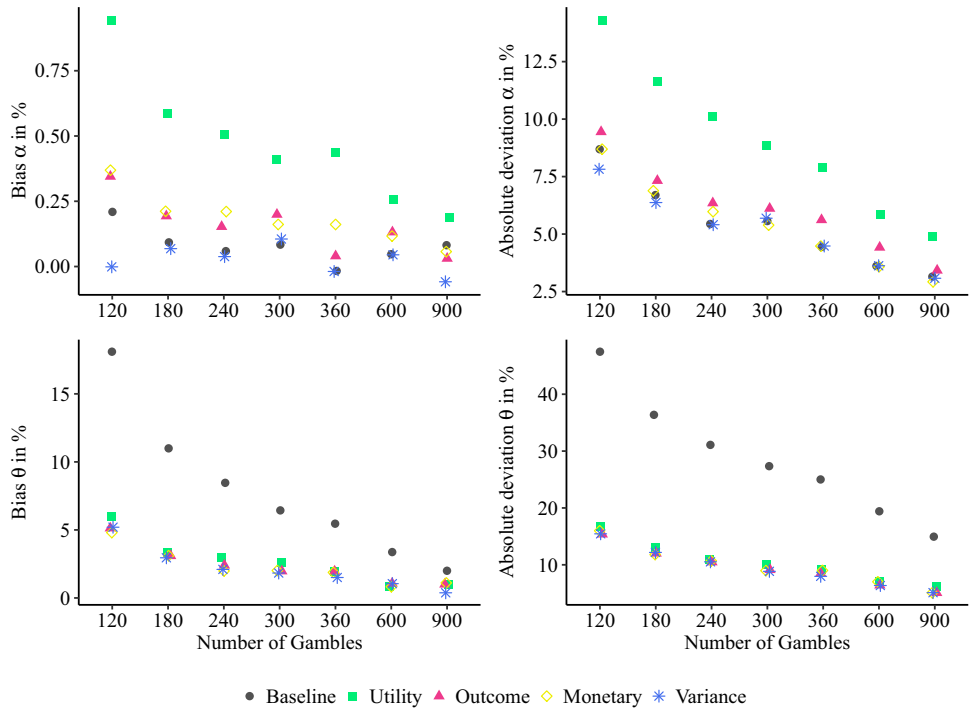 Bias α in %
0.75
0.50
0.25
0.00
120 180 240 300 360 600 900
Absolute deviation α in %
12.5
10.0
7.5
5.0
2.5
120 180 240 300 360 600 900
Bias θ in %
15
10
5
0
120 180 240 300 360 600 900
Number of Gambles
Absolute deviation θ in %
40
30
20
10
120 180 240 300 360 600 900
Number of Gambles
Baseline Utility Outcome Monetary Variance